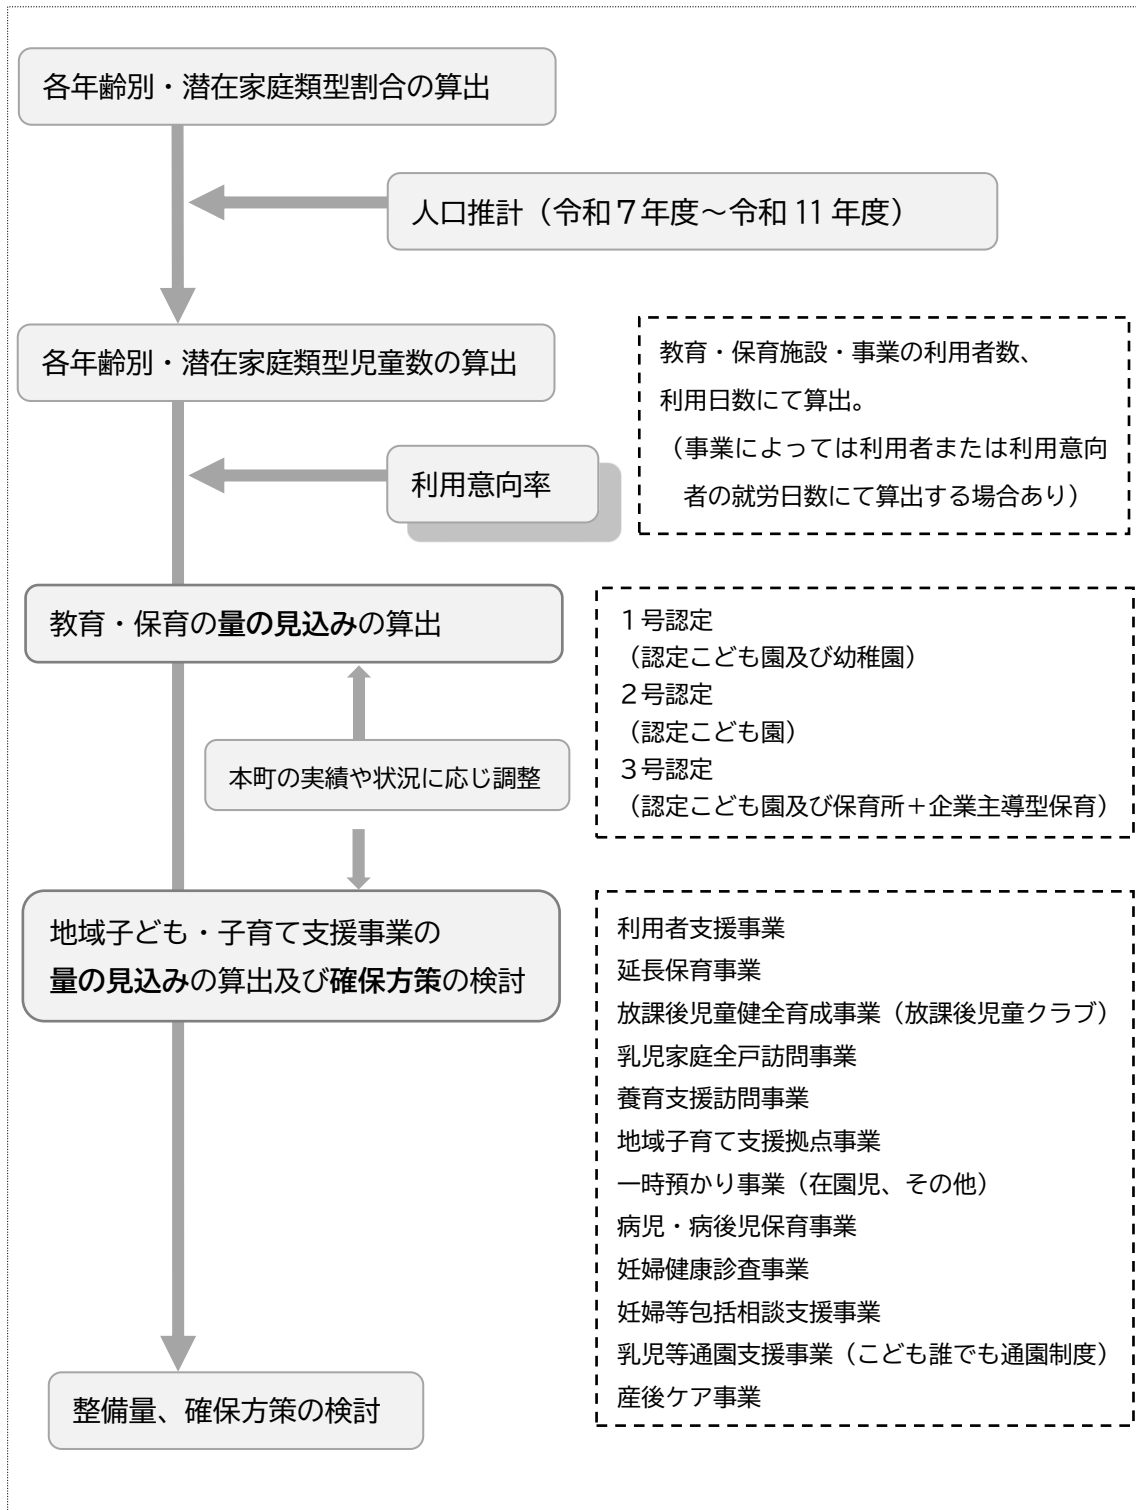 各年齢別・潜在家庭類型割合の算出
人口推計（令和７年度～令和 11 年度）
各年齢別・潜在家庭類型児童数の算出
教育・保育施設・事業の利用者数、
利用日数にて算出。
（事業によっては利用者または利用意向
者の就労日数にて算出する場合あり）
利用意向率
教育・保育の量の見込みの算出
１号認定
（認定こども園及び幼稚園）
２号認定
（認定こども園）
３号認定
（認定こども園及び保育所＋企業主導型保育）
本町の実績や状況に応じ調整
地域子ども・子育て支援事業の
量の見込みの算出及び確保方策の検討
利用者支援事業
延長保育事業
放課後児童健全育成事業（放課後児童クラブ）
乳児家庭全戸訪問事業
養育支援訪問事業
地域子育て支援拠点事業
一時預かり事業（在園児、その他）
病児・病後児保育事業
妊婦健康診査事業
妊婦等包括相談支援事業
乳児等通園支援事業（こども誰でも通園制度）
産後ケア事業
整備量、確保方策の検討